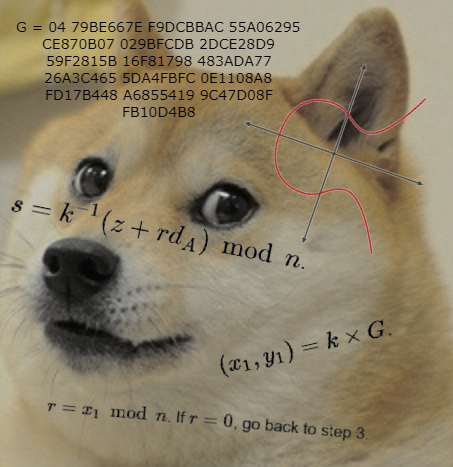 G = 04 79BE667E F9DCBBAC 55A06295
CE870B07 029BFCDB 2DCE28D9
59F2815B 16F81798 483ADA77
26A3C465 5DA4FBFC 0E1108A8
FD17B448 A6855419 9C47D08F
FB10D4B8
s = k⁻¹(z + rd_A) mod n.
(x₁, y₁) = k × G.
r = x₁ mod n. If r = 0, go back to step 3